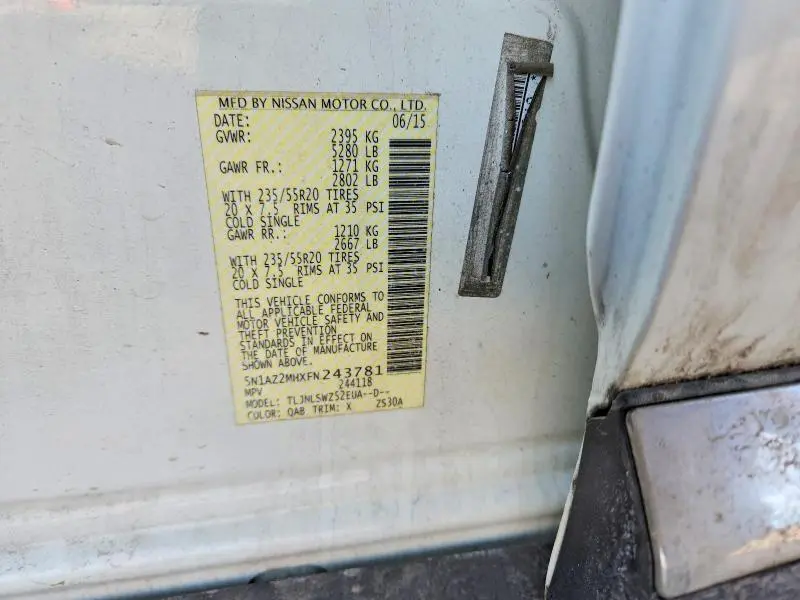 MFD BY NISSAN MOTOR CO., LTD.
DATE: 06/15
GVWR: 2395 KG
5280 LB
GAWR FR.: 1271 KG
2802 LB
WITH 235/55R20 TIRES
20 X 7.5 RIMS AT 35 PSI
COLD SINGLE
GAWR RR.: 1210 KG
2667 LB
WITH 235/55R20 TIRES
20 X 7.5 RIMS AT 35 PSI
COLD SINGLE
THIS VEHICLE CONFORMS TO
ALL APPLICABLE FEDERAL
MOTOR VEHICLE SAFETY AND
THEFT PREVENTION
STANDARDS IN EFFECT ON
THE DATE OF MANUFACTURE
SHOWN ABOVE.
5N1AZ2MHXFN243781
MPV 244118
MODEL: TLJNLSWZ52EUA--D--
COLOR: QAB TRIM: X ZS30A